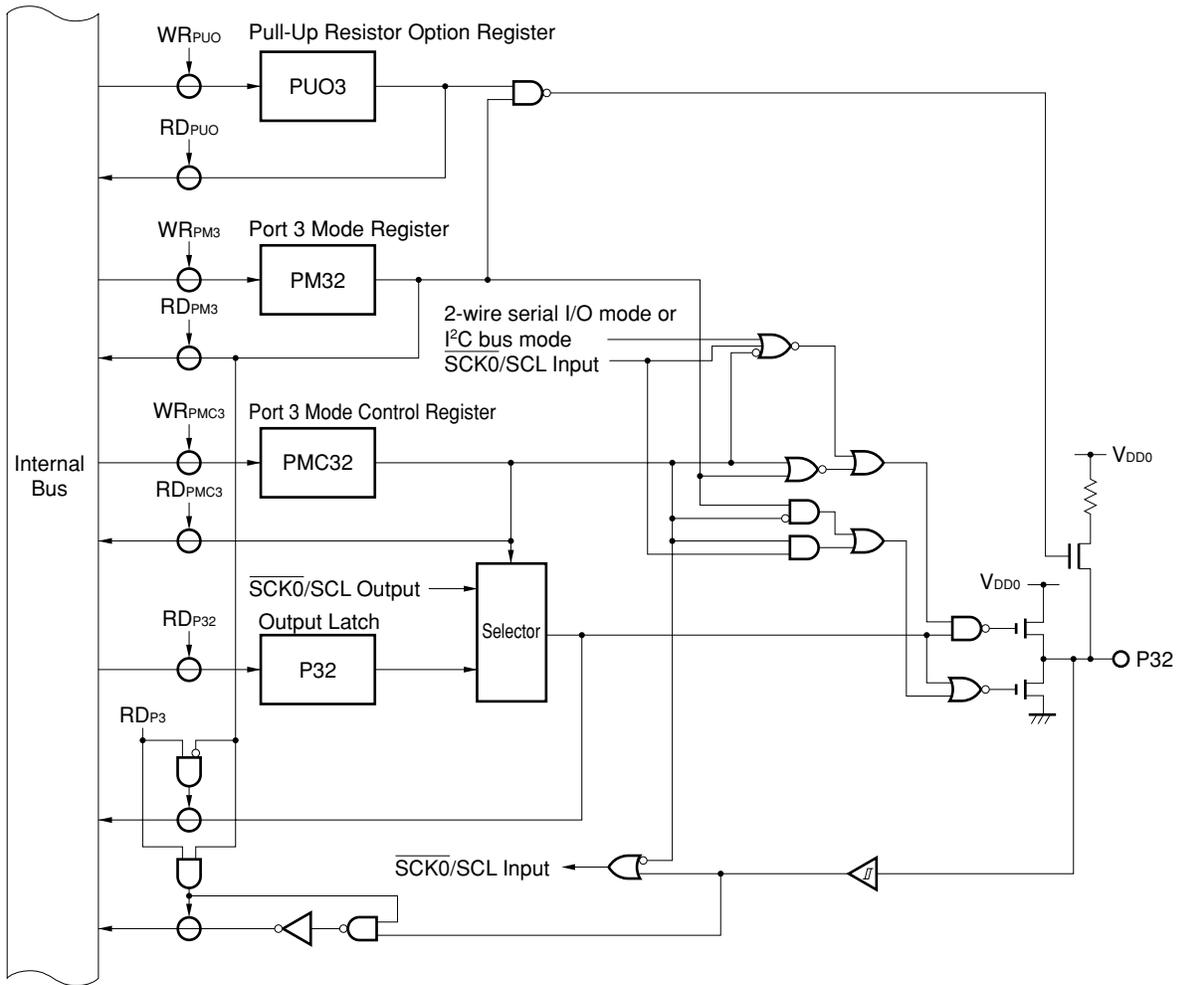 WRPUO
Pull-Up Resistor Option Register
PUO3
RDPUO
WRPM3
Port 3 Mode Register
PM32
RDPM3
2-wire serial I/O mode or
I²C bus mode
SCK0/SCL Input
WRPMC3
Port 3 Mode Control Register
PMC32
Internal
Bus
RDPMC3
VDD0
SCK0/SCL Output
VDD0
RDP32
Output Latch
Selector
P32
P32
RDP3
SCK0/SCL Input